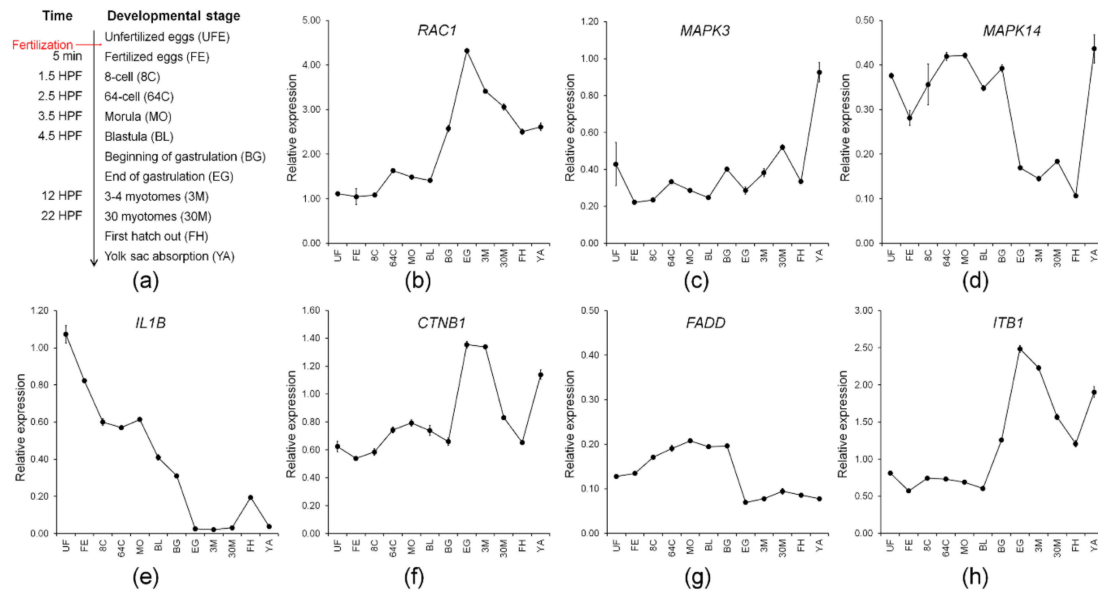 Time Developmental stage
Unfertilized eggs (UFE)
Fertilization
5 min Fertilized eggs (FE)
1.5 HPF 8-cell (8C)
2.5 HPF 64-cell (64C)
3.5 HPF Morula (MO)
4.5 HPF Blastula (BL)
Beginning of gastrulation (BG)
End of gastrulation (EG)
12 HPF 3-4 myotomes (3M)
22 HPF 30 myotomes (30M)
First hatch out (FH)
Yolk sac absorption (YA)
(a)
RAC1
Relative expression
5.00
4.00
3.00
2.00
1.00
0.00
UF FE 8C 64C MO BL BG EG 3M 30M FH YA
(b)
MAPK3
Relative expression
1.20
1.00
0.80
0.60
0.40
0.20
0.00
UF FE 8C 64C MO BL BG EG 3M 30M FH YA
(c)
MAPK14
Relative expression
0.50
0.40
0.30
0.20
0.10
0.00
UF FE 8C 64C MO BL BG EG 3M 30M FH YA
(d)
IL1B
Relative expression
1.20
1.00
0.80
0.60
0.40
0.20
0.00
UF FE 8C 64C MO BL BG EG 3M 30M FH YA
(e)
CTNB1
Relative expression
1.60
1.40
1.20
1.00
0.80
0.60
0.40
0.20
0.00
UF FE 8C 64C MO BL BG EG 3M 30M FH YA
(f)
FADD
Relative expression
0.50
0.40
0.30
0.20
0.10
0.00
UF FE 8C 64C MO BL BG EG 3M 30M FH YA
(g)
ITB1
Relative expression
3.00
2.50
2.00
1.50
1.00
0.50
0.00
UF FE 8C 64C MO BL BG EG 3M 30M FH YA
(h)